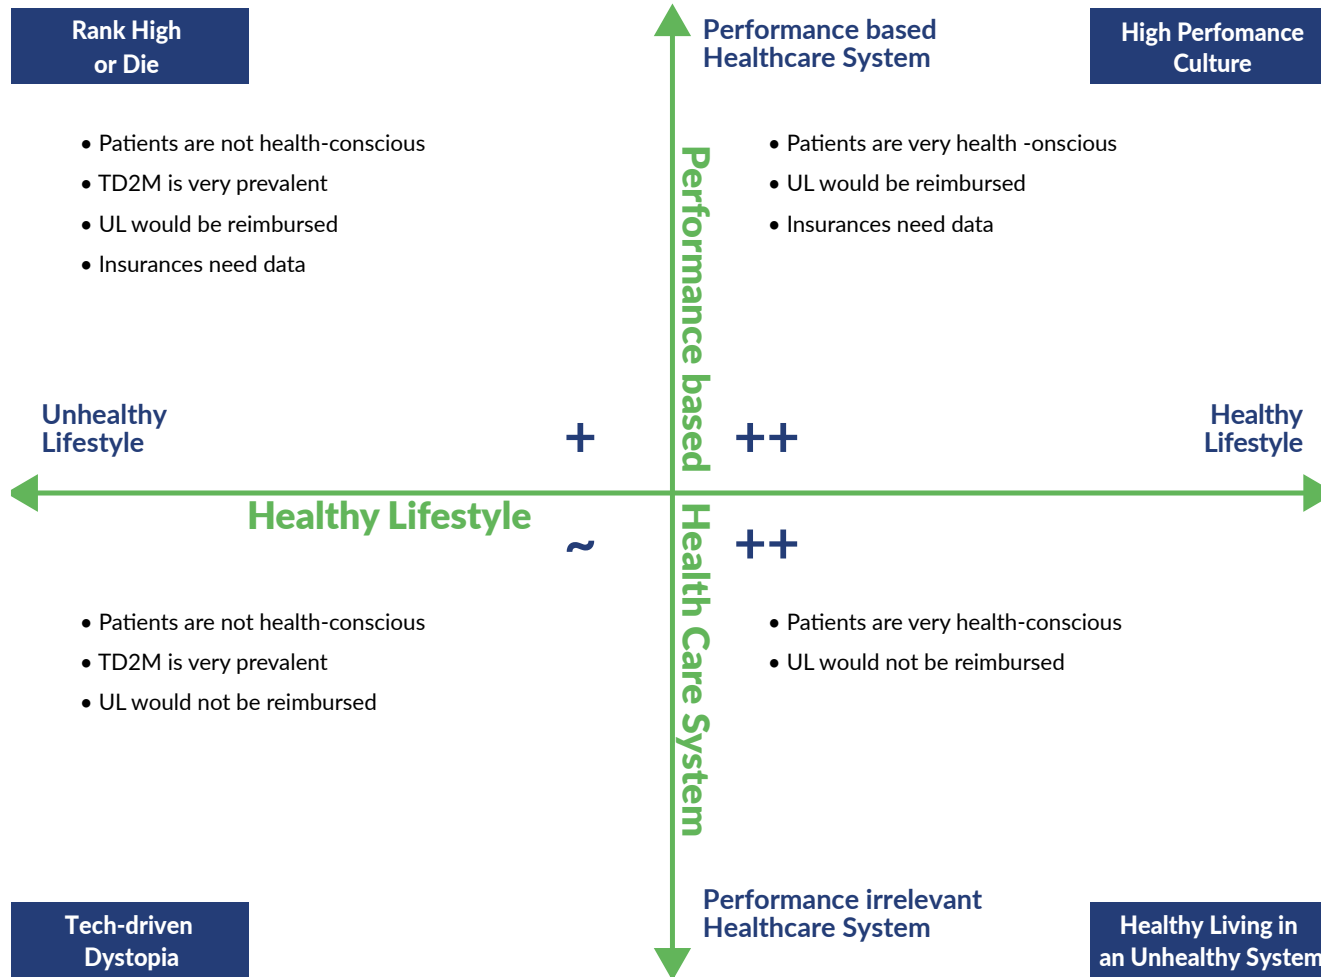 Rank High
or Die
Performance based
Healthcare System
High Perfomance
Culture
• Patients are not health-conscious
• TD2M is very prevalent
• UL would be reimbursed
• Insurances need data
• Patients are very health -onscious
• UL would be reimbursed
• Insurances need data
Performance based
Health Care System
Unhealthy
Lifestyle
+
++
Healthy
Lifestyle
Healthy Lifestyle
~
++
• Patients are not health-conscious
• TD2M is very prevalent
• UL would not be reimbursed
• Patients are very health-conscious
• UL would not be reimbursed
Performance irrelevant
Healthcare System
Tech-driven
Dystopia
Healthy Living in
an Unhealthy System